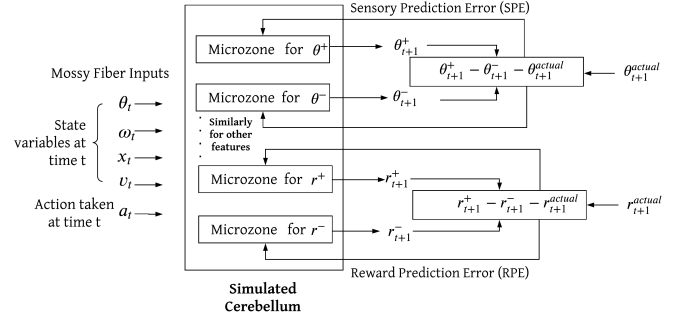 Sensory Prediction Error (SPE)
Microzone for θ⁺
θ⁺ₜ₊₁
θ⁺ₜ₊₁ − θ⁻ₜ₊₁ − θᵃᶜᵗᵘᵃˡₜ₊₁
θᵃᶜᵗᵘᵃˡₜ₊₁
Mossy Fiber Inputs
Microzone for θ⁻
θ⁻ₜ₊₁
θₜ
State
variables at
time t
ωₜ
xₜ
vₜ
Similarly
for other
features
Microzone for r⁺
r⁺ₜ₊₁
r⁺ₜ₊₁ − r⁻ₜ₊₁ − rᵃᶜᵗᵘᵃˡₜ₊₁
rᵃᶜᵗᵘᵃˡₜ₊₁
Action taken
at time t
aₜ
Microzone for r⁻
r⁻ₜ₊₁
Reward Prediction Error (RPE)
Simulated
Cerebellum